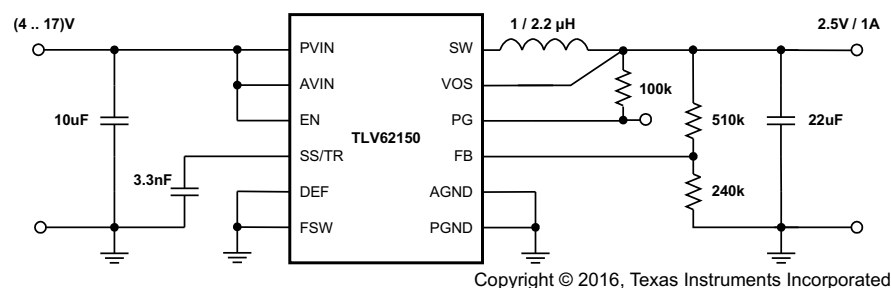 (4 .. 17)V
1 / 2.2 µH
2.5V / 1A
PVIN
SW
AVIN
VOS
100k
10uF
EN
PG
510k
22uF
TLV62150
SS/TR
FB
3.3nF
DEF
AGND
240k
FSW
PGND
Copyright © 2016, Texas Instruments Incorporated